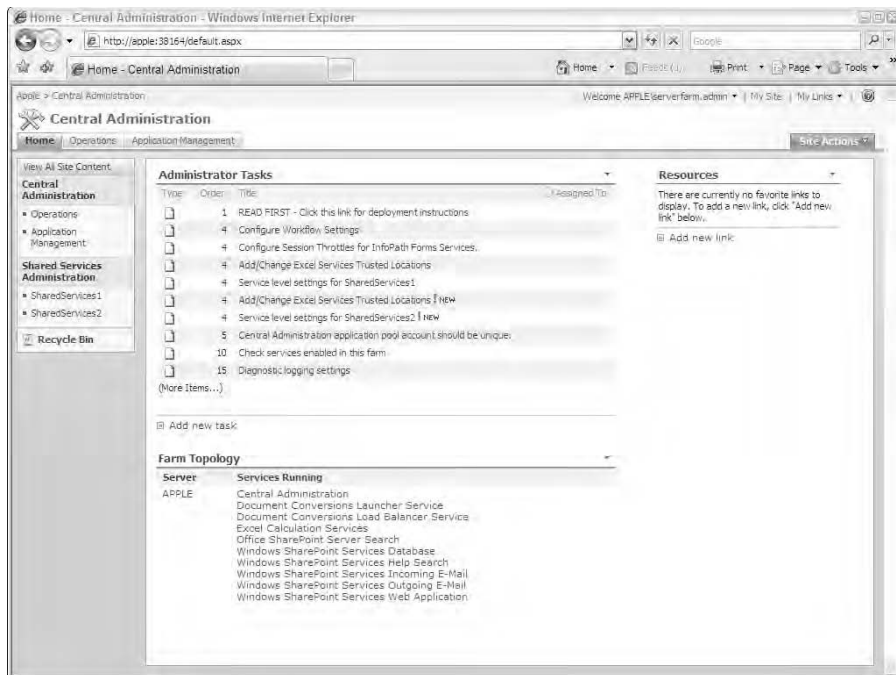 Home - Central Administration - Windows Internet Explorer
http://apple:38164/default.aspx
Google
Home - Central Administration
Home
Print
Page
Tools
Apple > Central Administration
Welcome APPLE\serverfarm.admin
My Site
My Links
Central Administration
Home
Operations
Application Management
Site Actions
View All Site Content
Central
Administration
Operations
Application
Management
Shared Services
Administration
SharedServices1
SharedServices2
Recycle Bin
Administrator Tasks
Type Order Title Assigned To
1 READ FIRST - Click this link for deployment instructions
4 Configure Workflow Settings
4 Configure Session Throttles for InfoPath Forms Services.
4 Add/Change Excel Services Trusted Locations
4 Service level settings for SharedServices1
4 Add/Change Excel Services Trusted Locations ! NEW
4 Service level settings for SharedServices2 ! NEW
5 Central Administration application pool account should be unique.
10 Check services enabled in this farm
15 Diagnostic logging settings
(More Items...)
Add new task
Farm Topology
Server Services Running
APPLE Central Administration
Document Conversions Launcher Service
Document Conversions Load Balancer Service
Excel Calculation Services
Office SharePoint Server Search
Windows SharePoint Services Database
Windows SharePoint Services Help Search
Windows SharePoint Services Incoming E-Mail
Windows SharePoint Services Outgoing E-Mail
Windows SharePoint Services Web Application
Resources
There are currently no favorite links to
display. To add a new link, click "Add new
link" below.
Add new link